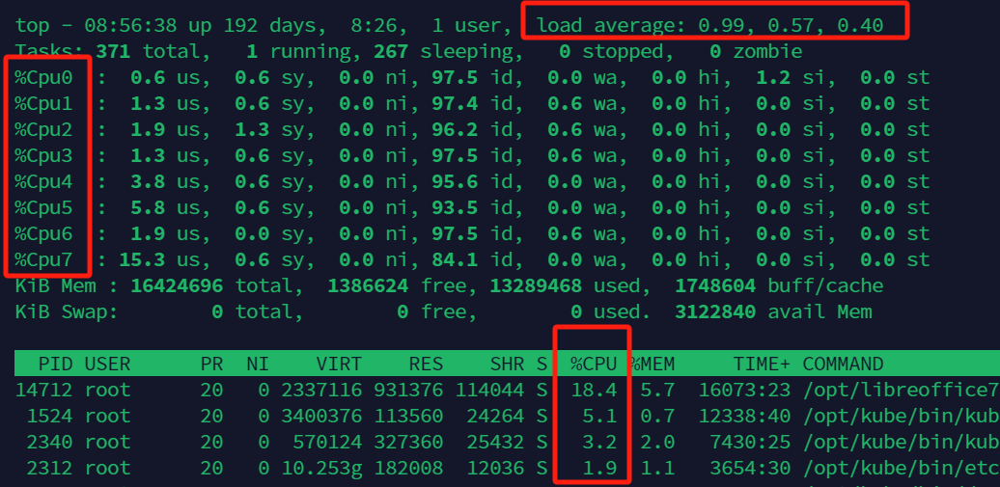 top - 08:56:38 up 192 days,  8:26,  1 user,  load average: 0.99, 0.57, 0.40
Tasks: 371 total,   1 running, 267 sleeping,   0 stopped,   0 zombie
%Cpu0  :  0.6 us,  0.6 sy,  0.0 ni, 97.5 id,  0.0 wa,  0.0 hi,  1.2 si,  0.0 st
%Cpu1  :  1.3 us,  0.6 sy,  0.0 ni, 97.4 id,  0.6 wa,  0.0 hi,  0.0 si,  0.0 st
%Cpu2  :  1.9 us,  1.3 sy,  0.0 ni, 96.2 id,  0.6 wa,  0.0 hi,  0.0 si,  0.0 st
%Cpu3  :  1.3 us,  0.6 sy,  0.0 ni, 97.5 id,  0.6 wa,  0.0 hi,  0.0 si,  0.0 st
%Cpu4  :  3.8 us,  0.6 sy,  0.0 ni, 95.6 id,  0.0 wa,  0.0 hi,  0.0 si,  0.0 st
%Cpu5  :  5.8 us,  0.6 sy,  0.0 ni, 93.5 id,  0.0 wa,  0.0 hi,  0.0 si,  0.0 st
%Cpu6  :  1.9 us,  0.0 sy,  0.0 ni, 97.5 id,  0.6 wa,  0.0 hi,  0.0 si,  0.0 st
%Cpu7  : 15.3 us,  0.6 sy,  0.0 ni, 84.1 id,  0.0 wa,  0.0 hi,  0.0 si,  0.0 st
KiB Mem : 16424696 total,  1386624 free, 13289468 used,  1748604 buff/cache
KiB Swap:        0 total,        0 free,        0 used.  3122840 avail Mem
PID USER      PR  NI    VIRT    RES    SHR S  %CPU %MEM     TIME+ COMMAND
14712 root      20   0 2337116 931376 114044 S  18.4  5.7  16073:23 /opt/libreoffice7
1524 root      20   0 3400376 113560  24264 S   5.1  0.7  12338:40 /opt/kube/bin/kub
2340 root      20   0  570124 327360  25432 S   3.2  2.0   7430:25 /opt/kube/bin/kub
2312 root      20   0 10.253g 182008  12036 S   1.9  1.1   3654:30 /opt/kube/bin/etc